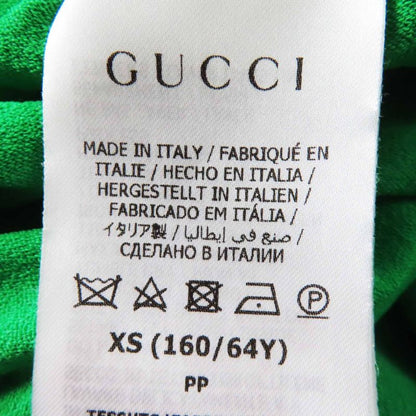 GUCCI
MADE IN ITALY / FABRIQUÉ EN
ITALIE / HECHO EN ITALIA /
HERGESTELLT IN ITALIEN /
FABRICADO EM ITÁLIA /
イタリア製 / صنع في إيطاليا /
СДЕЛАНО В ИТАЛИИ
P
XS (160/64Y)
PP